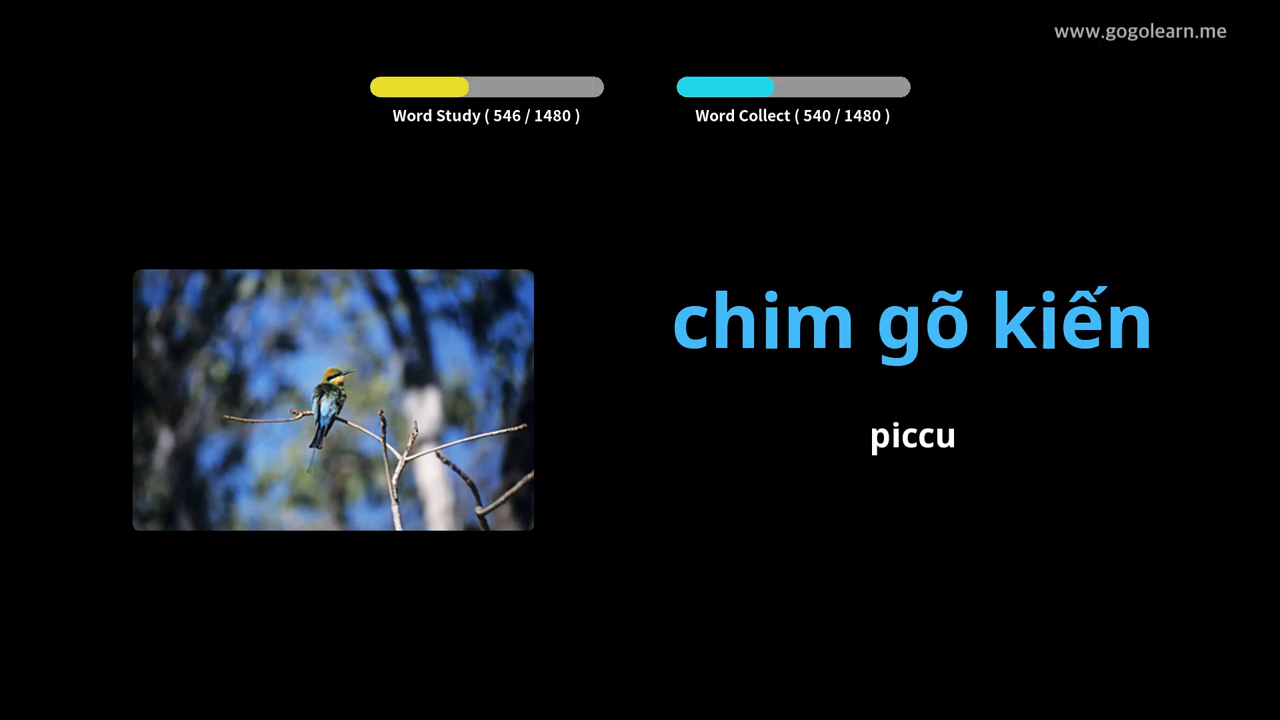 www.gogolearn.me
Word Study ( 546 / 1480 )
Word Collect ( 540 / 1480 )
chim gõ kiến
piccu